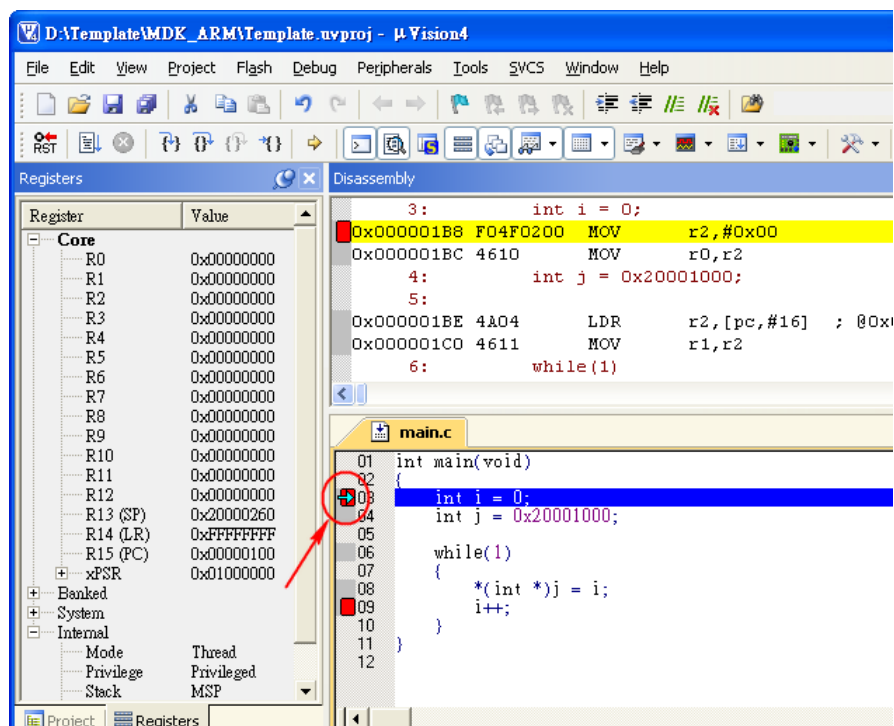 D:\Template\MDK_ARM\Template.uvproj - µVision4
File Edit View Project Flash Debug Peripherals Tools SVCS Window Help
RST
Registers
Register Value
Core
R0 0x00000000
R1 0x00000000
R2 0x00000000
R3 0x00000000
R4 0x00000000
R5 0x00000000
R6 0x00000000
R7 0x00000000
R8 0x00000000
R9 0x00000000
R10 0x00000000
R11 0x00000000
R12 0x00000000
R13 (SP) 0x20000260
R14 (LR) 0xFFFFFFFF
R15 (PC) 0x00000100
xPSR 0x01000000
Banked
System
Internal
Mode Thread
Privilege Privileged
Stack MSP
Project Registers
Disassembly
3: int i = 0;
0x000001B8 F04F0200 MOV r2,#0x00
0x000001BC 4610 MOV r0,r2
4: int j = 0x20001000;
5:
0x000001BE 4A04 LDR r2,[pc,#16] ; @0x
0x000001C0 4611 MOV r1,r2
6: while(1)
main.c
01 int main(void)
02 {
03 int i = 0;
04 int j = 0x20001000;
05
06 while(1)
07 {
08 *(int *)j = i;
09 i++;
10 }
11 }
12